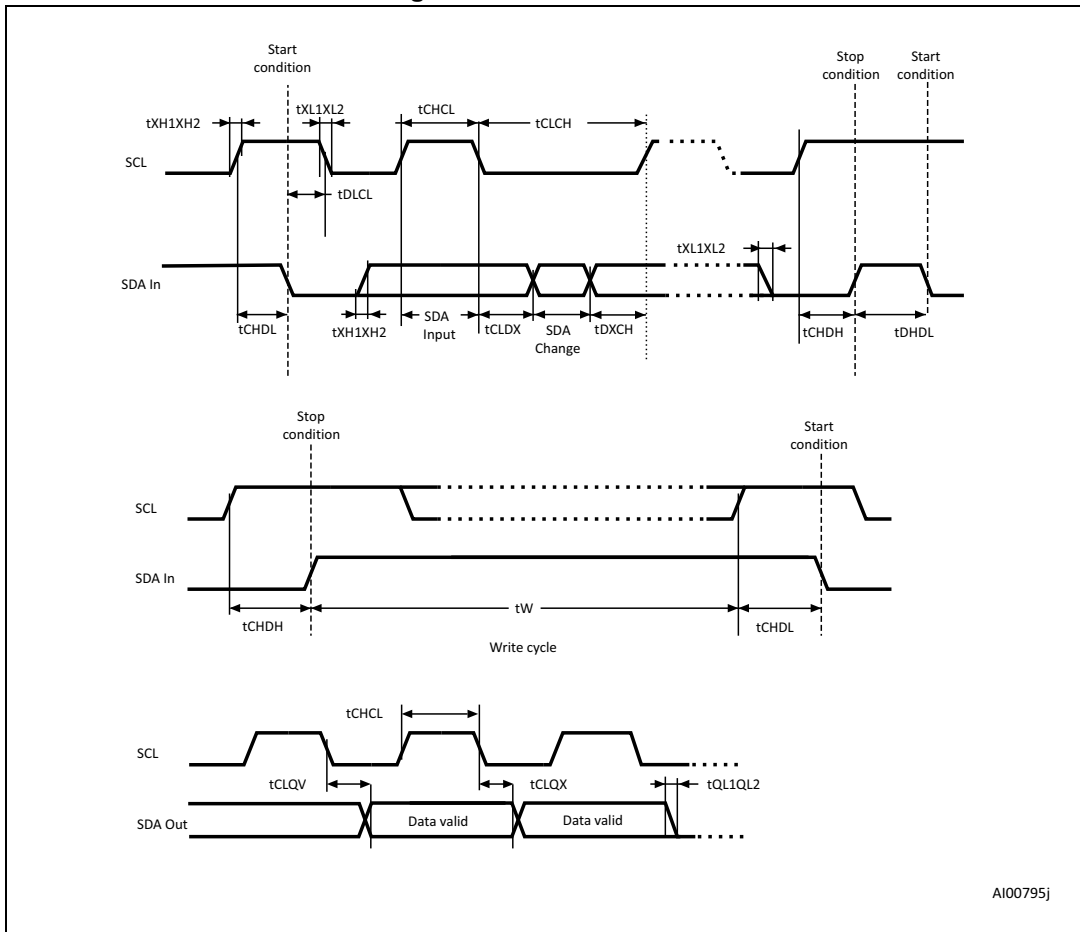 Start
condition
Stop
condition
Start
condition
tXH1XH2
tXL1XL2
tCHCL
tCLCH
SCL
tDLCL
tXL1XL2
SDA In
tCHDL
tXH1XH2
SDA
Input
tCLDX
SDA
Change
tDXCH
tCHDH
tDHDL
Stop
condition
Start
condition
SCL
SDA In
tCHDH
tW
tCHDL
Write cycle
tCHCL
SCL
tCLQV
tCLQX
tQL1QL2
SDA Out
Data valid
Data valid
AI00795j